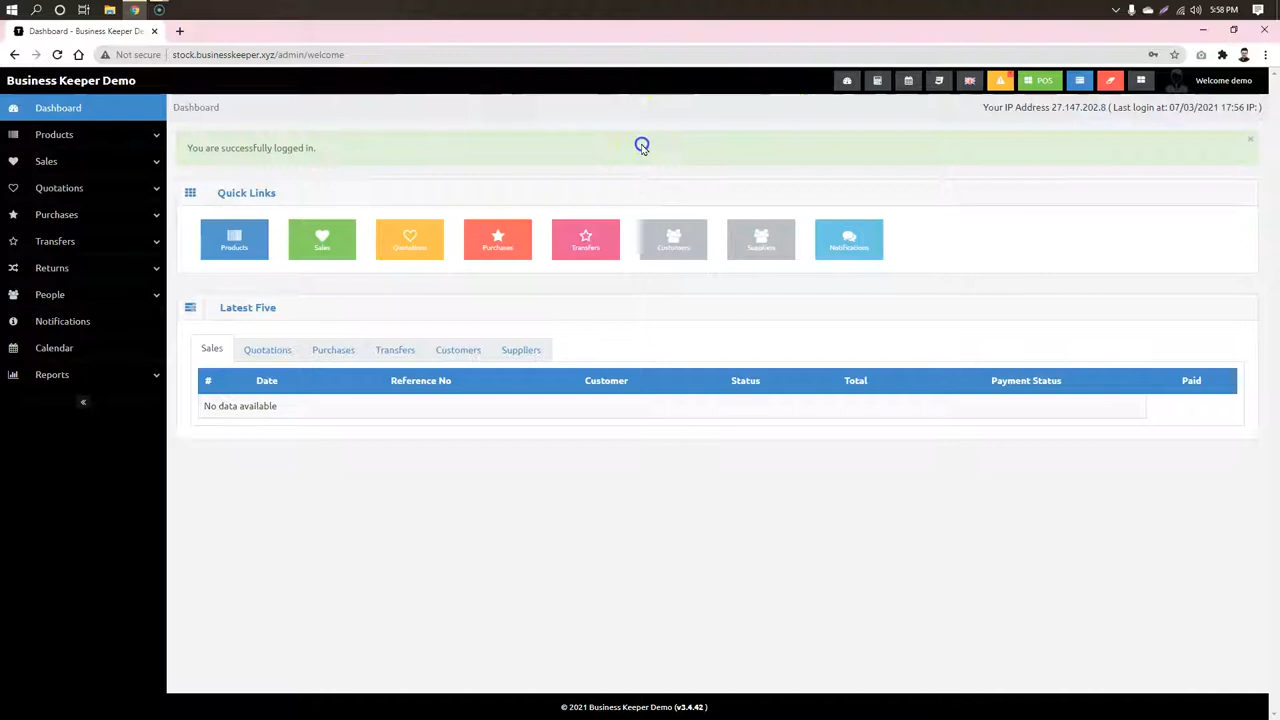 5:58 PM
Dashboard - Business Keeper De
Not secure stock.businesskeeper.xyz/admin/welcome
Business Keeper Demo
POS
Welcome demo
Dashboard
Products
Sales
Quotations
Purchases
Transfers
Returns
People
Notifications
Calendar
Reports
Dashboard
Your IP Address 27.147.202.8 ( Last login at: 07/03/2021 17:56 IP: )
You are successfully logged in.
Quick Links
Products Sales Quotations Purchases Transfers Customers Suppliers Notifications
Latest Five
Sales Quotations Purchases Transfers Customers Suppliers
# Date Reference No Customer Status Total Payment Status Paid
No data available
© 2021 Business Keeper Demo (v3.4.42 )